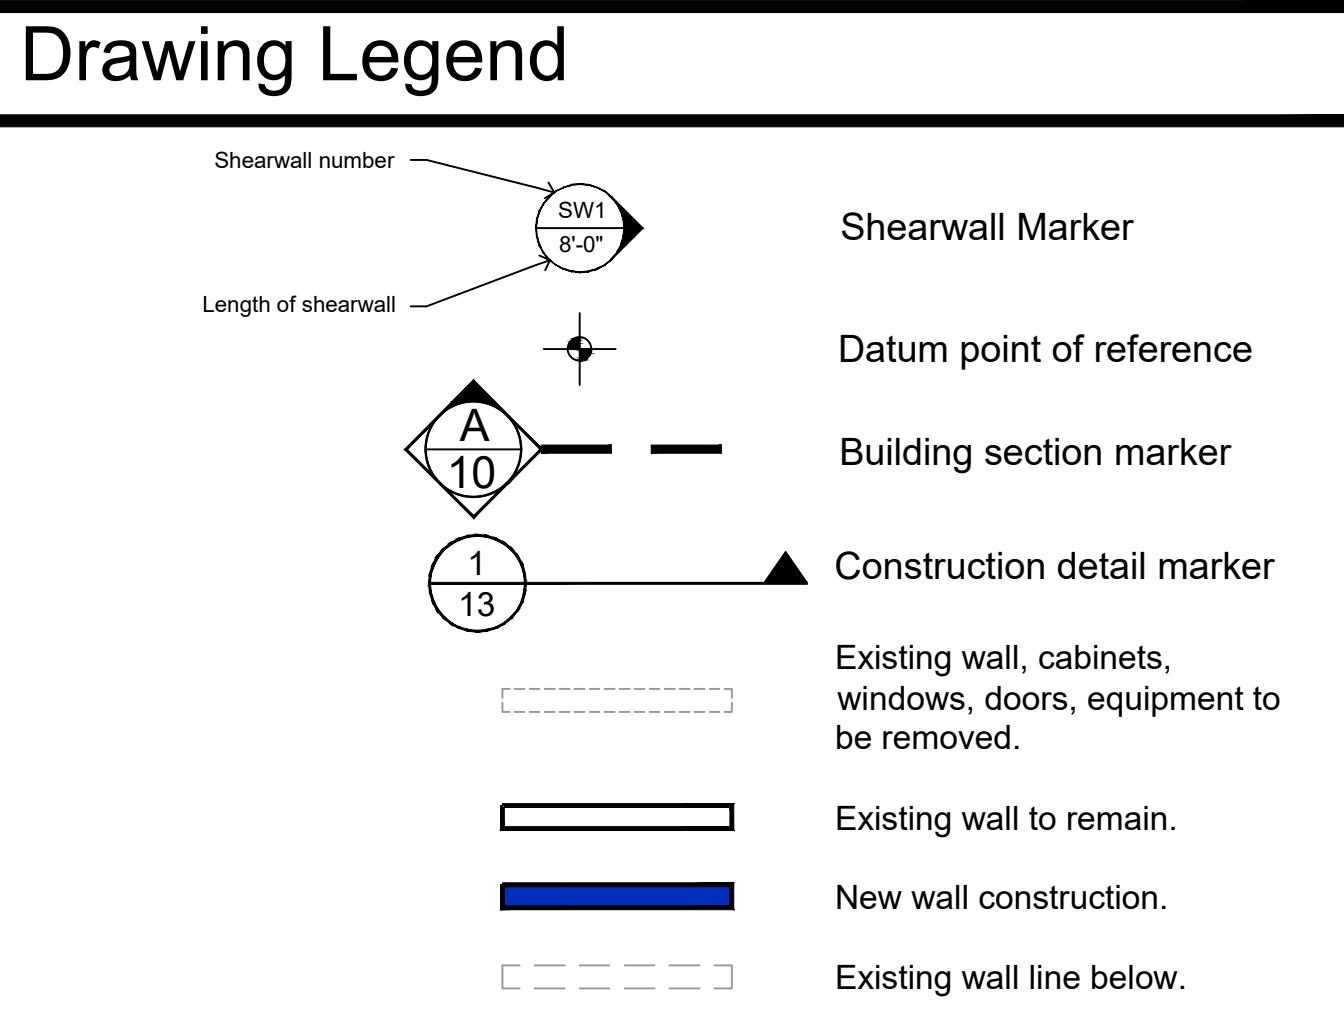 Drawing Legend
Shearwall number
SW1
8'-0"
Length of shearwall
Shearwall Marker
Datum point of reference
A
10
Building section marker
1
13
Construction detail marker
Existing wall, cabinets,
windows, doors, equipment to
be removed.
Existing wall to remain.
New wall construction.
Existing wall line below.